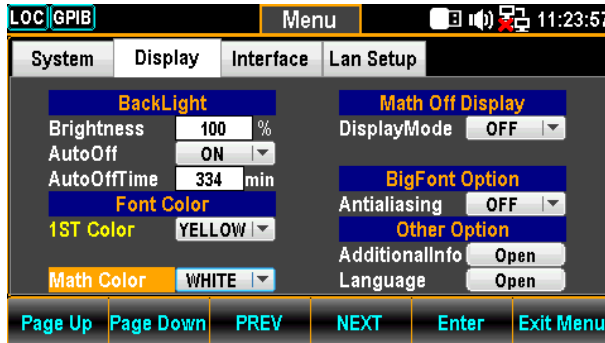 LOC GPIB Menu 11:23:57
System Display Interface Lan Setup
BackLight
Brightness 100 %
AutoOff ON
AutoOffTime 334 min
Font Color
1ST Color YELLOW
Math Color WHITE
Math Off Display
DisplayMode OFF
BigFont Option
Antialiasing OFF
Other Option
AdditionalInfo Open
Language Open
Page Up Page Down PREV NEXT Enter Exit Menu